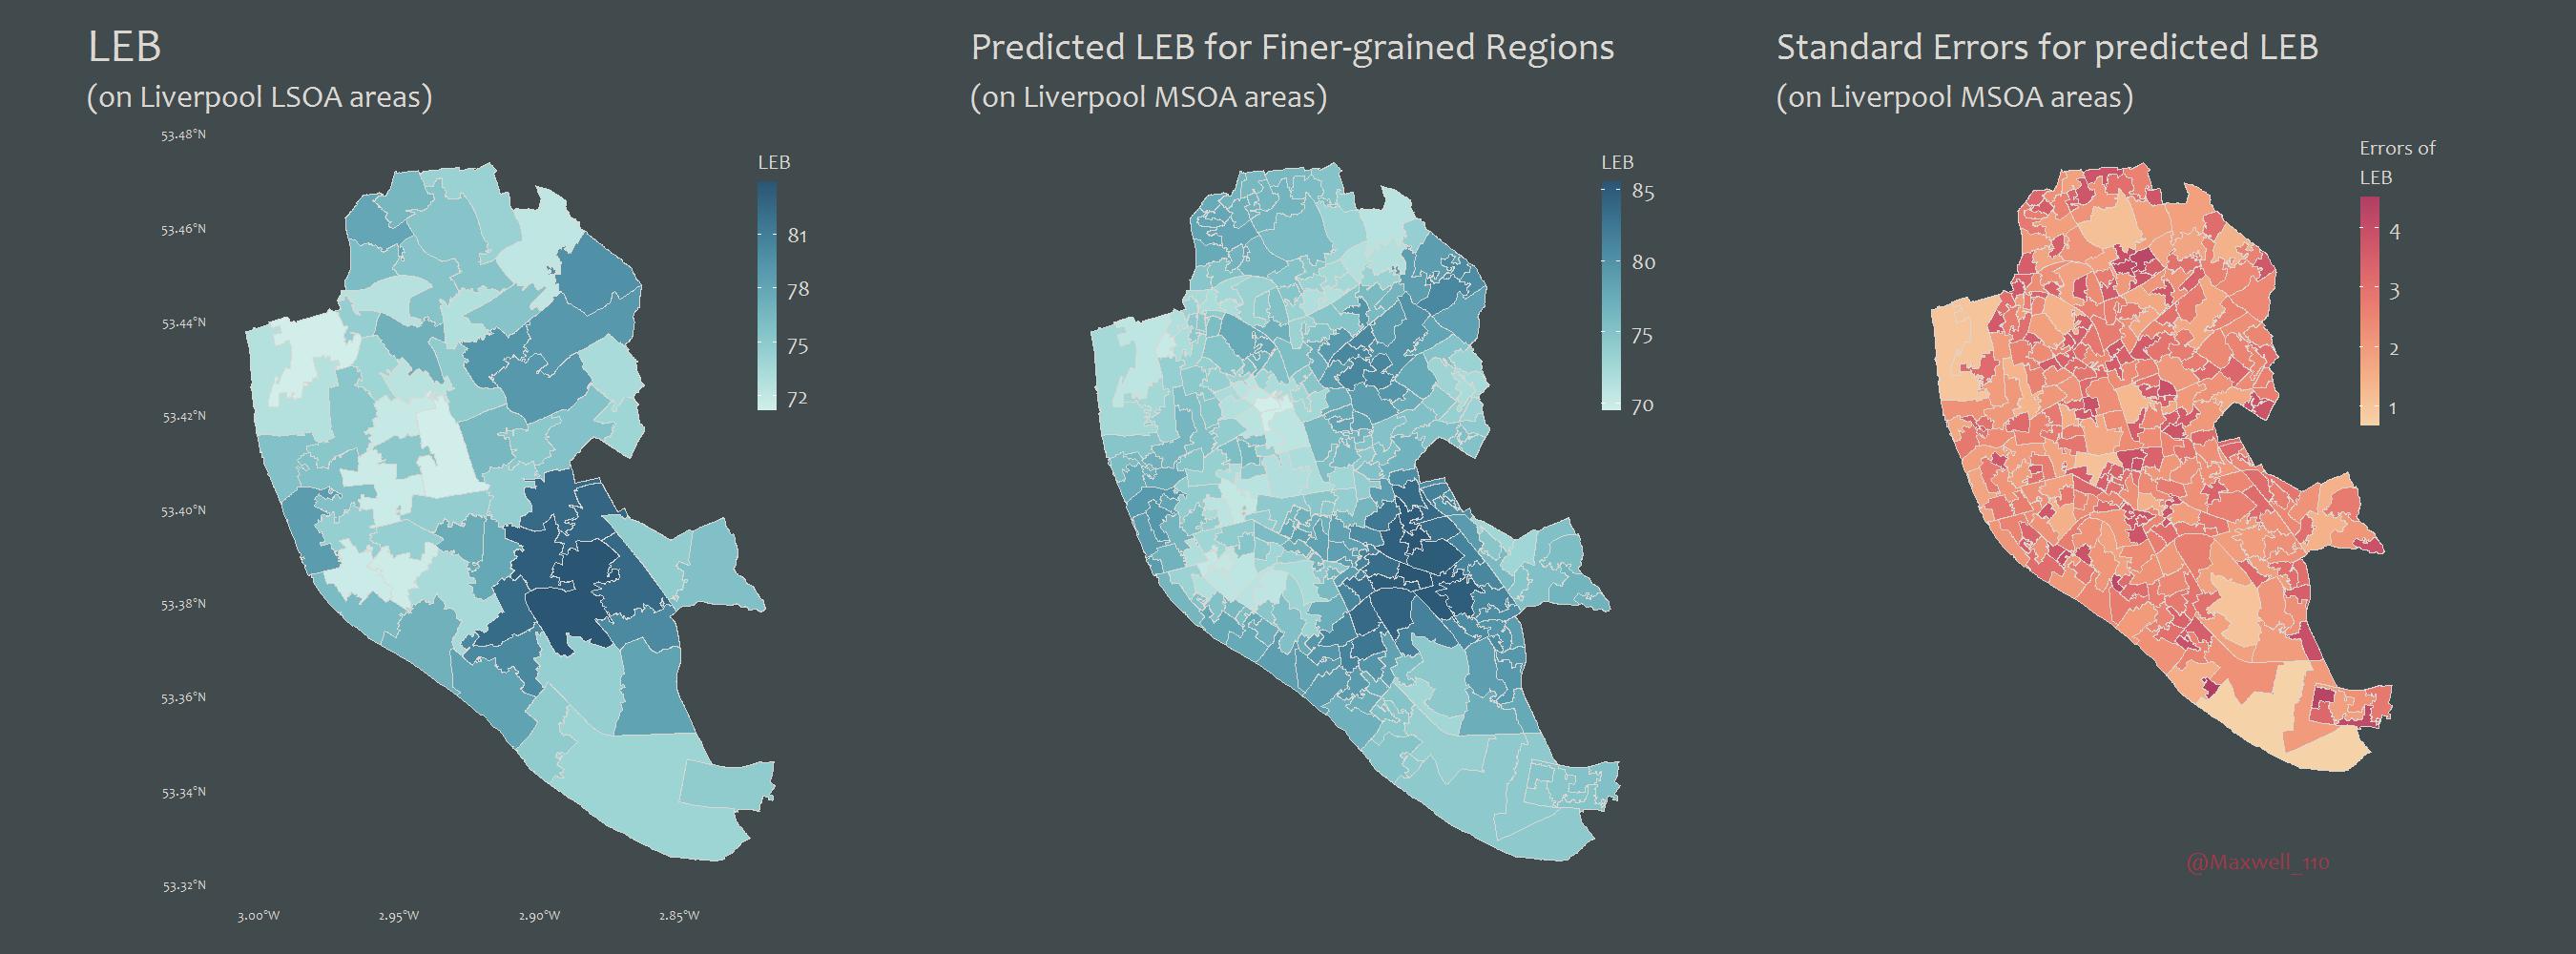 LEB
(on Liverpool LSOA areas)
53.48°N
53.46°N
53.44°N
53.42°N
53.40°N
53.38°N
53.36°N
53.34°N
53.32°N
3.00°W 2.95°W 2.90°W 2.85°W
LEB
81
78
75
72
Predicted LEB for Finer-grained Regions
(on Liverpool MSOA areas)
LEB
85
80
75
70
Standard Errors for predicted LEB
(on Liverpool MSOA areas)
Errors of
LEB
4
3
2
1
@Maxwell_110